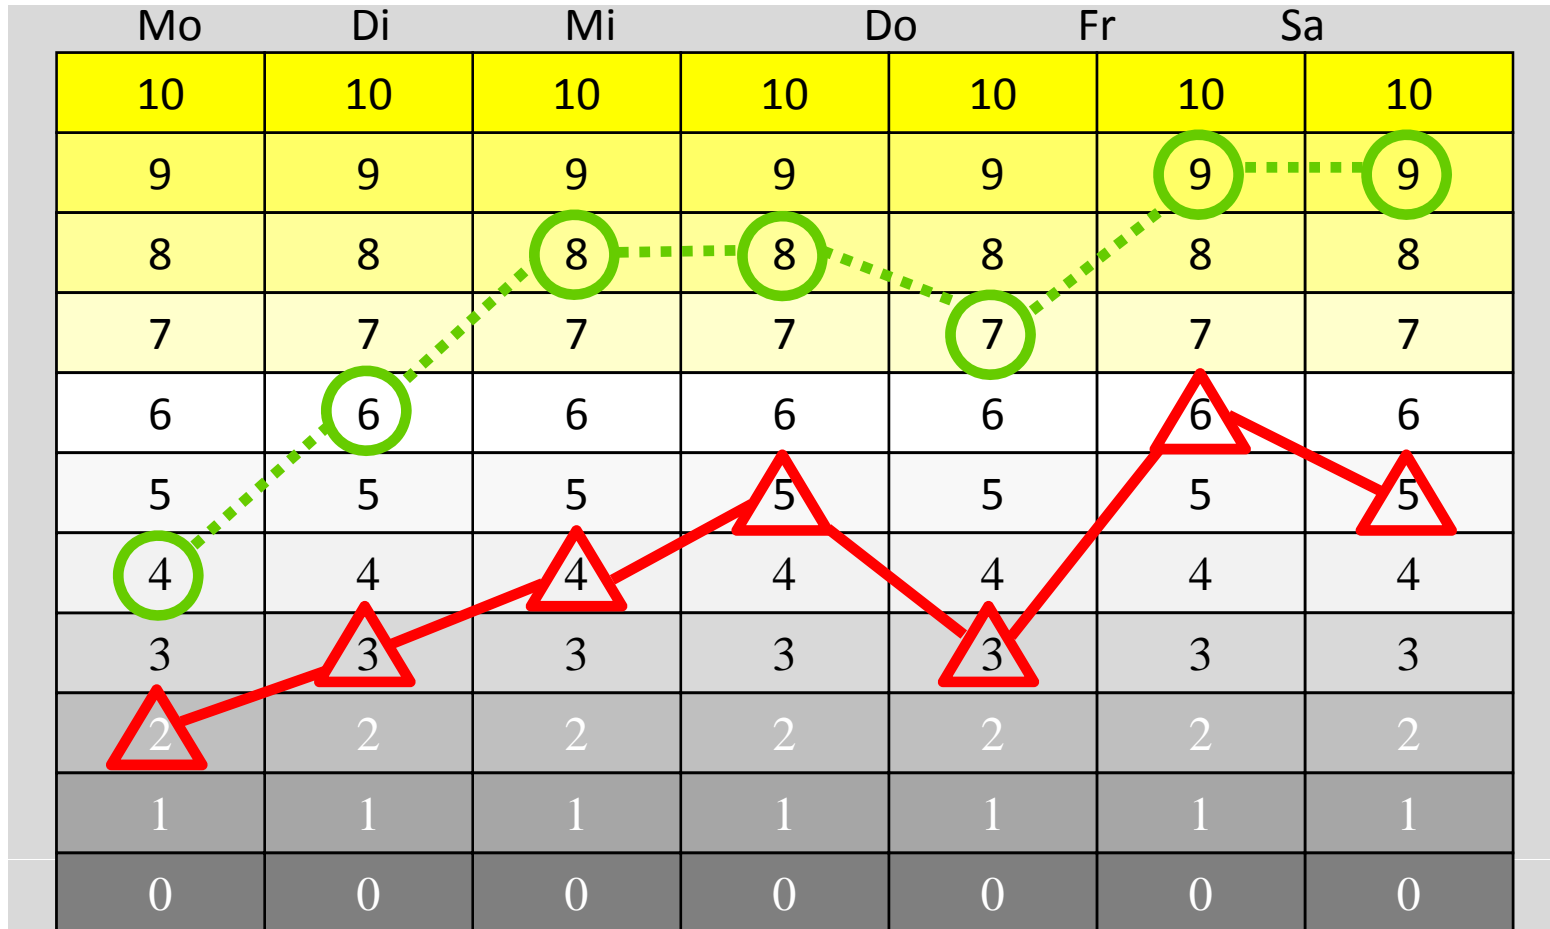 Mo Di Mi Do Fr Sa
10 10 10 10 10 10 10
9 9 9 9 9 9 9
8 8 8 8 8 8 8
7 7 7 7 7 7 7
6 6 6 6 6 6 6
5 5 5 5 5 5 5
4 4 4 4 4 4 4
3 3 3 3 3 3 3
2 2 2 2 2 2 2
1 1 1 1 1 1 1
0 0 0 0 0 0 0